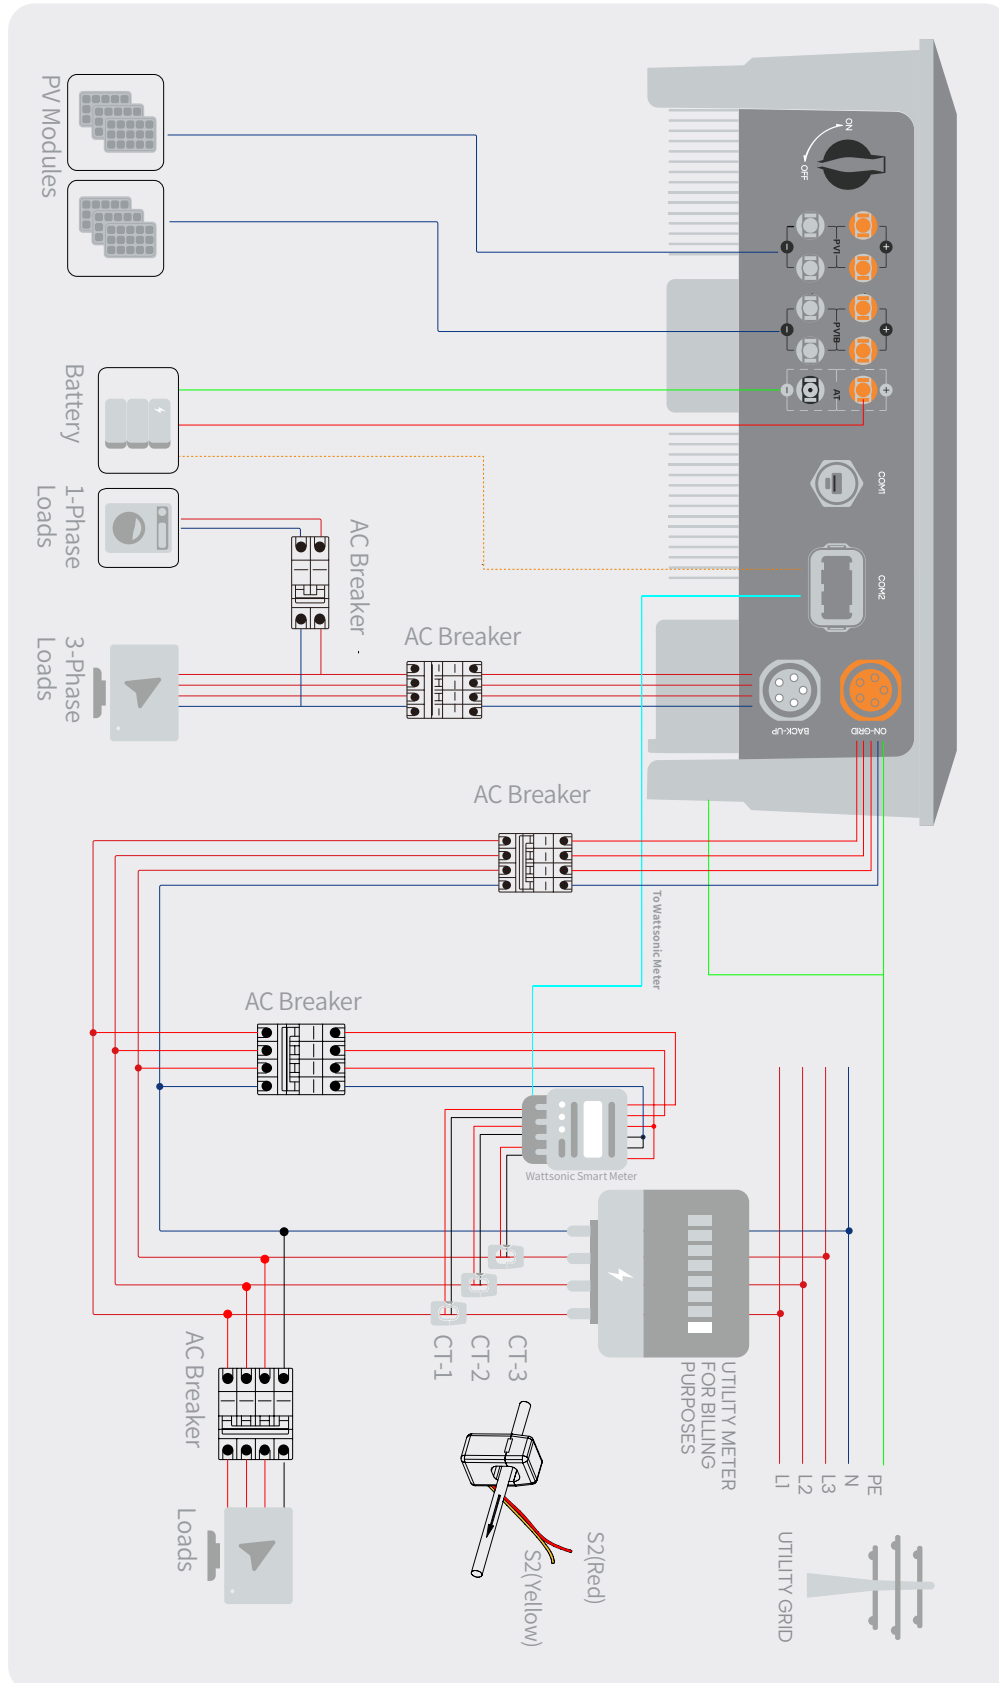 PV Modules
ON
OFF
PV1
PV1B
AT
+
-
Battery
COM1
1-Phase
Loads
AC Breaker
COM2
AC Breaker
3-Phase
Loads
BACK-UP
ON-GRID
AC Breaker
To Wattsonic Meter
AC Breaker
Wattsonic Smart Meter
CT-1
CT-2
CT-3
AC Breaker
UTILITY METER
FOR BILLING
PURPOSES
L1
L2
L3
N
PE
Loads
S2(Red)
S2(Yellow)
UTILITY GRID